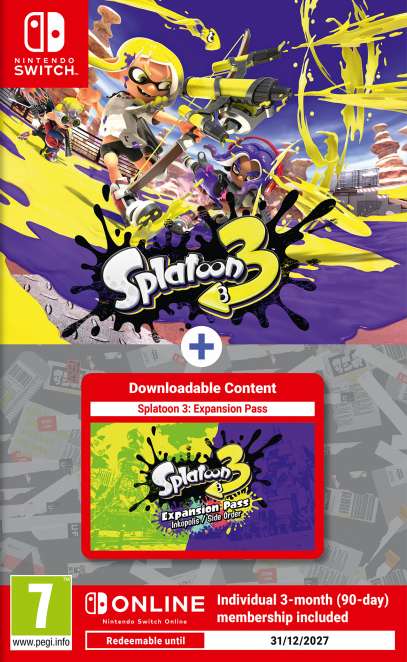 NINTENDO
SWITCH™
Splatoon 3
+
Downloadable Content
Splatoon 3: Expansion Pass
Splatoon 3
Expansion Pass
Inkopolis / Side Order
7
www.pegi.info
ONLINE
Nintendo Switch Online
Individual 3-month (90-day)
membership included
Redeemable until
31/12/2027